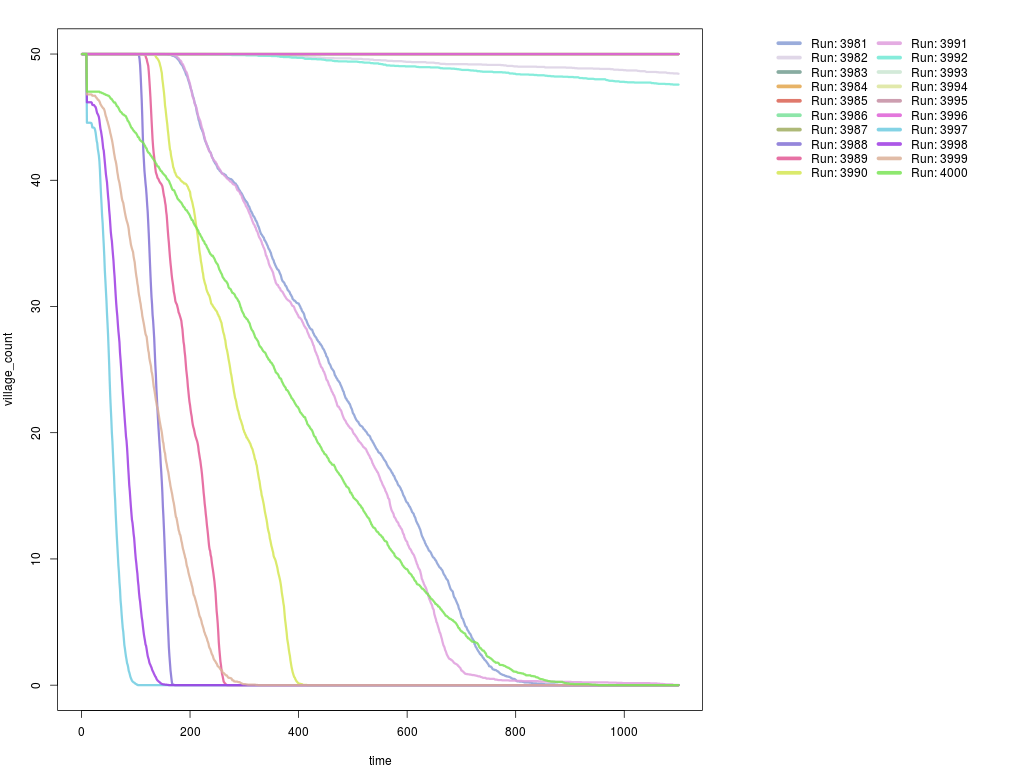 50
40
30
20
10
0
village_count
0 200 400 600 800 1000
time
Run: 3981 Run: 3991
Run: 3982 Run: 3992
Run: 3983 Run: 3993
Run: 3984 Run: 3994
Run: 3985 Run: 3995
Run: 3986 Run: 3996
Run: 3987 Run: 3997
Run: 3988 Run: 3998
Run: 3989 Run: 3999
Run: 3990 Run: 4000